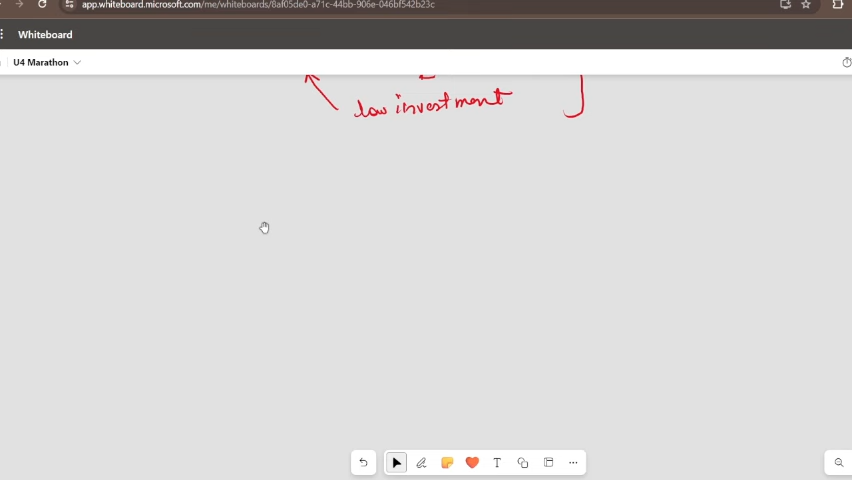 app.whiteboard.microsoft.com/me/whiteboards/8af05de0-a71c-44bb-906e-046bf542b23c
Whiteboard
U4 Marathon
low investment
T